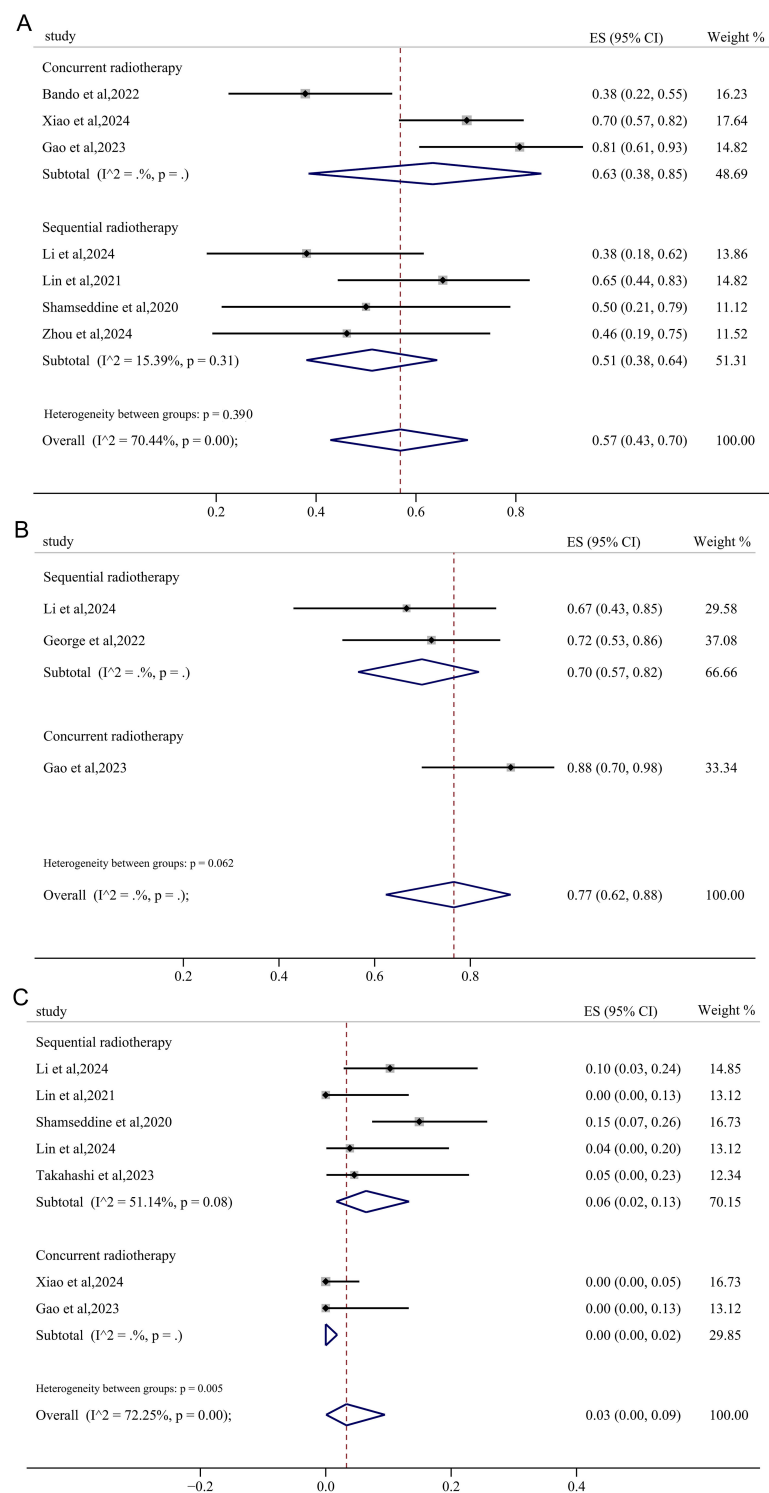 A
study ES (95% CI) Weight %
Concurrent radiotherapy
Bando et al,2022 0.38 (0.22, 0.55) 16.23
Xiao et al,2024 0.70 (0.57, 0.82) 17.64
Gao et al,2023 0.81 (0.61, 0.93) 14.82
Subtotal (I^2 = .%, p = .) 0.63 (0.38, 0.85) 48.69
Sequential radiotherapy
Li et al,2024 0.38 (0.18, 0.62) 13.86
Lin et al,2021 0.65 (0.44, 0.83) 14.82
Shamseddine et al,2020 0.50 (0.21, 0.79) 11.12
Zhou et al,2024 0.46 (0.19, 0.75) 11.52
Subtotal (I^2 = 15.39%, p = 0.31) 0.51 (0.38, 0.64) 51.31
Heterogeneity between groups: p = 0.390
Overall (I^2 = 70.44%, p = 0.00); 0.57 (0.43, 0.70) 100.00
0.2 0.4 0.6 0.8
B
study ES (95% CI) Weight %
Sequential radiotherapy
Li et al,2024 0.67 (0.43, 0.85) 29.58
George et al,2022 0.72 (0.53, 0.86) 37.08
Subtotal (I^2 = .%, p = .) 0.70 (0.57, 0.82) 66.66
Concurrent radiotherapy
Gao et al,2023 0.88 (0.70, 0.98) 33.34
Heterogeneity between groups: p = 0.062
Overall (I^2 = .%, p = .); 0.77 (0.62, 0.88) 100.00
0.2 0.4 0.6 0.8
C
study ES (95% CI) Weight %
Sequential radiotherapy
Li et al,2024 0.10 (0.03, 0.24) 14.85
Lin et al,2021 0.00 (0.00, 0.13) 13.12
Shamseddine et al,2020 0.15 (0.07, 0.26) 16.73
Lin et al,2024 0.04 (0.00, 0.20) 13.12
Takahashi et al,2023 0.05 (0.00, 0.23) 12.34
Subtotal (I^2 = 51.14%, p = 0.08) 0.06 (0.02, 0.13) 70.15
Concurrent radiotherapy
Xiao et al,2024 0.00 (0.00, 0.05) 16.73
Gao et al,2023 0.00 (0.00, 0.13) 13.12
Subtotal (I^2 = .%, p = .) 0.00 (0.00, 0.02) 29.85
Heterogeneity between groups: p = 0.005
Overall (I^2 = 72.25%, p = 0.00); 0.03 (0.00, 0.09) 100.00
−0.2 0.0 0.2 0.4